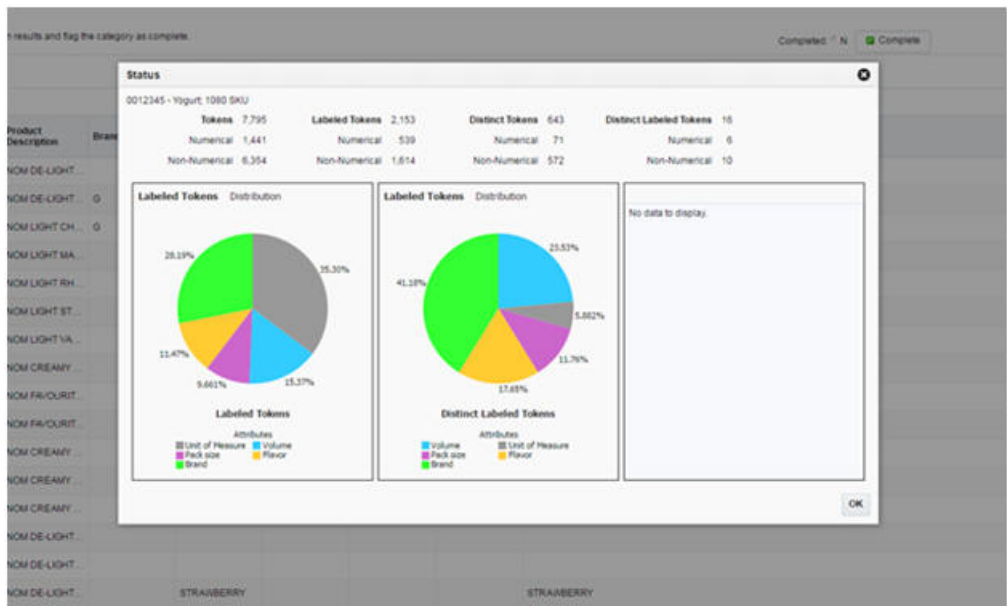 n results and flag the category as complete.
Completed * N Complete
Status
0012345 - Yogurt; 1080 SKU
Tokens 7,795 Labeled Tokens 2,153 Distinct Tokens 643 Distinct Labeled Tokens 16
Numerical 1,441 Numerical 539 Numerical 71 Numerical 6
Non-Numerical 6,354 Non-Numerical 1,614 Non-Numerical 572 Non-Numerical 10
Product
Description
Brand
Labeled Tokens Distribution
28.19%
35.30%
11.47%
9.661%
15.37%
Labeled Tokens
Attributes
Unit of Measure Volume
Pack size Flavor
Brand
Labeled Tokens Distribution
23.53%
41.18%
5.882%
11.76%
17.65%
Distinct Labeled Tokens
Attributes
Volume Unit of Measure
Pack size Flavor
Brand
No data to display.
OK
NOM DE-LIGHT...
NOM DE-LIGHT... G
NOM LIGHT CH... G
NOM LIGHT MA...
NOM LIGHT RH...
NOM LIGHT ST...
NOM LIGHT VA...
NOM CREAMY ...
NOM FAVOURIT...
NOM FAVOURIT...
NOM CREAMY ...
NOM CREAMY ...
NOM CREAMY ...
NOM DE-LIGHT...
NOM DE-LIGHT...
NOM DE-LIGHT... STRAWBERRY STRAWBERRY